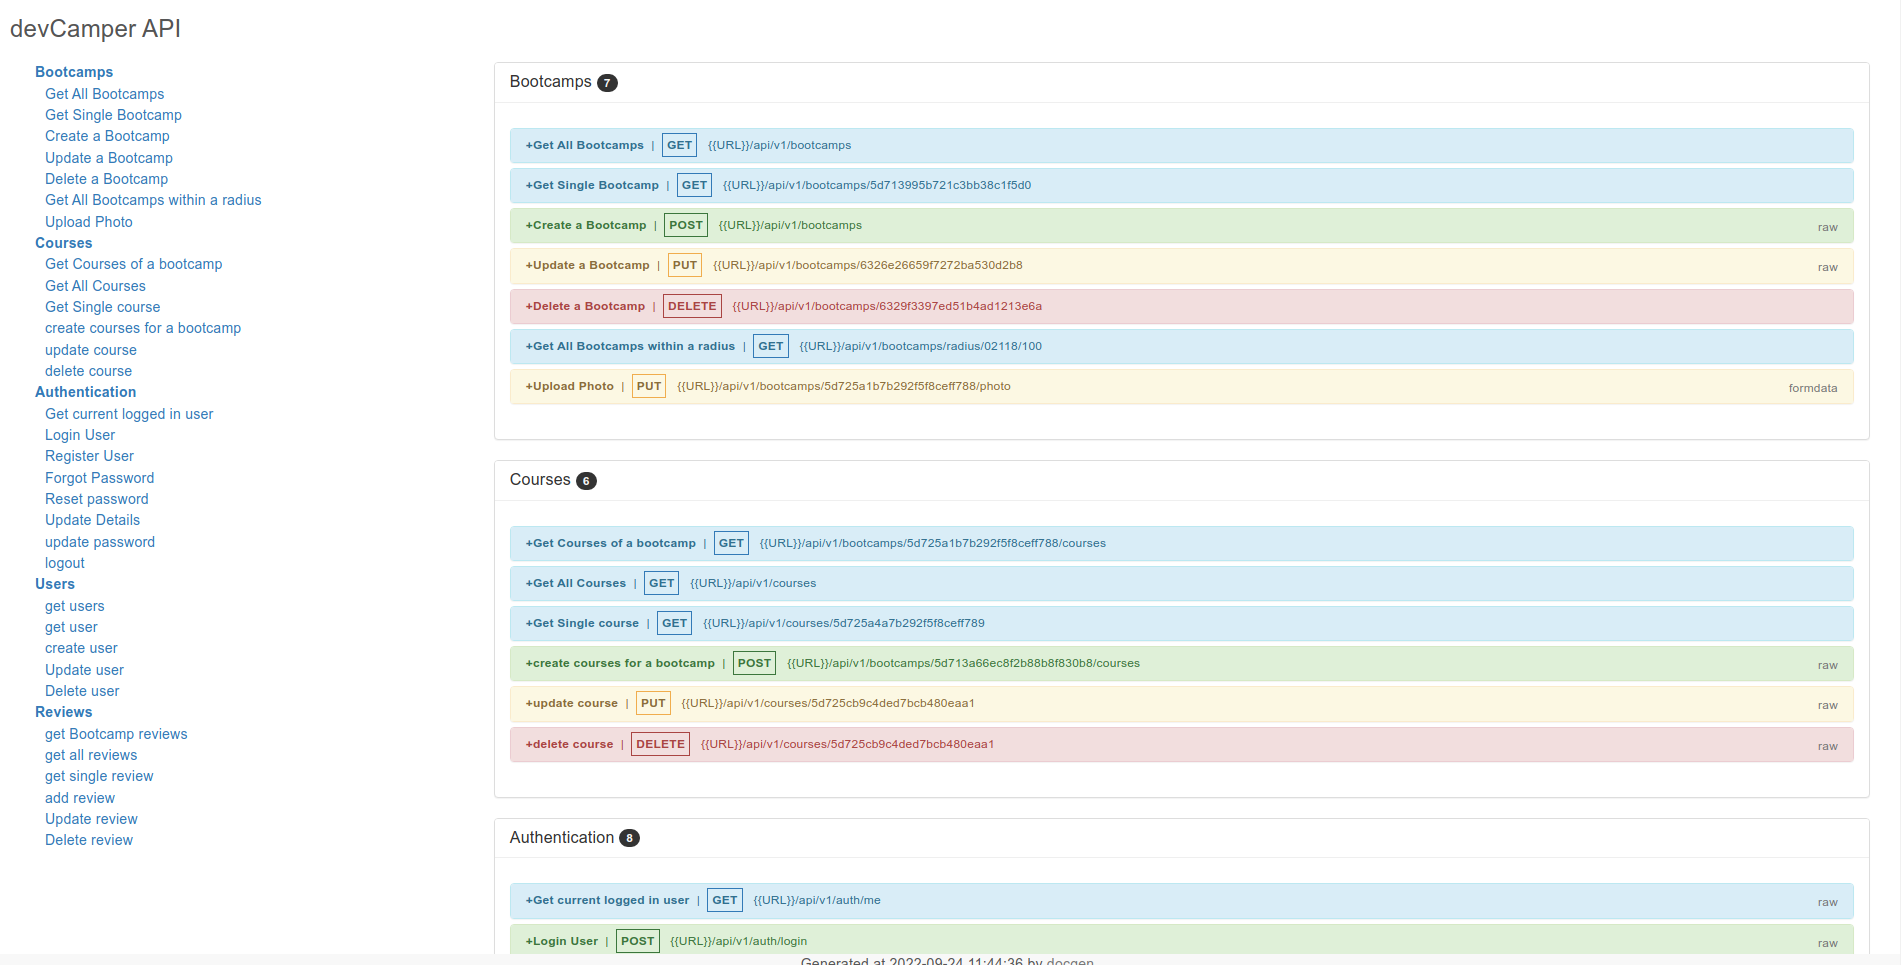 devCamper API
Bootcamps
Get All Bootcamps
Get Single Bootcamp
Create a Bootcamp
Update a Bootcamp
Delete a Bootcamp
Get All Bootcamps within a radius
Upload Photo
Courses
Get Courses of a bootcamp
Get All Courses
Get Single course
create courses for a bootcamp
update course
delete course
Authentication
Get current logged in user
Login User
Register User
Forgot Password
Reset password
Update Details
update password
logout
Users
get users
get user
create user
Update user
Delete user
Reviews
get Bootcamp reviews
get all reviews
get single review
add review
Update review
Delete review
Bootcamps 7
+Get All Bootcamps | GET {{URL}}/api/v1/bootcamps
+Get Single Bootcamp | GET {{URL}}/api/v1/bootcamps/5d713995b721c3bb38c1f5d0
+Create a Bootcamp | POST {{URL}}/api/v1/bootcamps raw
+Update a Bootcamp | PUT {{URL}}/api/v1/bootcamps/6326e26659f7272ba530d2b8 raw
+Delete a Bootcamp | DELETE {{URL}}/api/v1/bootcamps/6329f3397ed51b4ad1213e6a
+Get All Bootcamps within a radius | GET {{URL}}/api/v1/bootcamps/radius/02118/100
+Upload Photo | PUT {{URL}}/api/v1/bootcamps/5d725a1b7b292f5f8ceff788/photo formdata
Courses 6
+Get Courses of a bootcamp | GET {{URL}}/api/v1/bootcamps/5d725a1b7b292f5f8ceff788/courses
+Get All Courses | GET {{URL}}/api/v1/courses
+Get Single course | GET {{URL}}/api/v1/courses/5d725a4a7b292f5f8ceff789
+create courses for a bootcamp | POST {{URL}}/api/v1/bootcamps/5d713a66ec8f2b88b8f830b8/courses raw
+update course | PUT {{URL}}/api/v1/courses/5d725cb9c4ded7bcb480eaa1 raw
+delete course | DELETE {{URL}}/api/v1/courses/5d725cb9c4ded7bcb480eaa1 raw
Authentication 8
+Get current logged in user | GET {{URL}}/api/v1/auth/me raw
+Login User | POST {{URL}}/api/v1/auth/login raw
Generated at 2022-09-24 11:44:36 by docgen